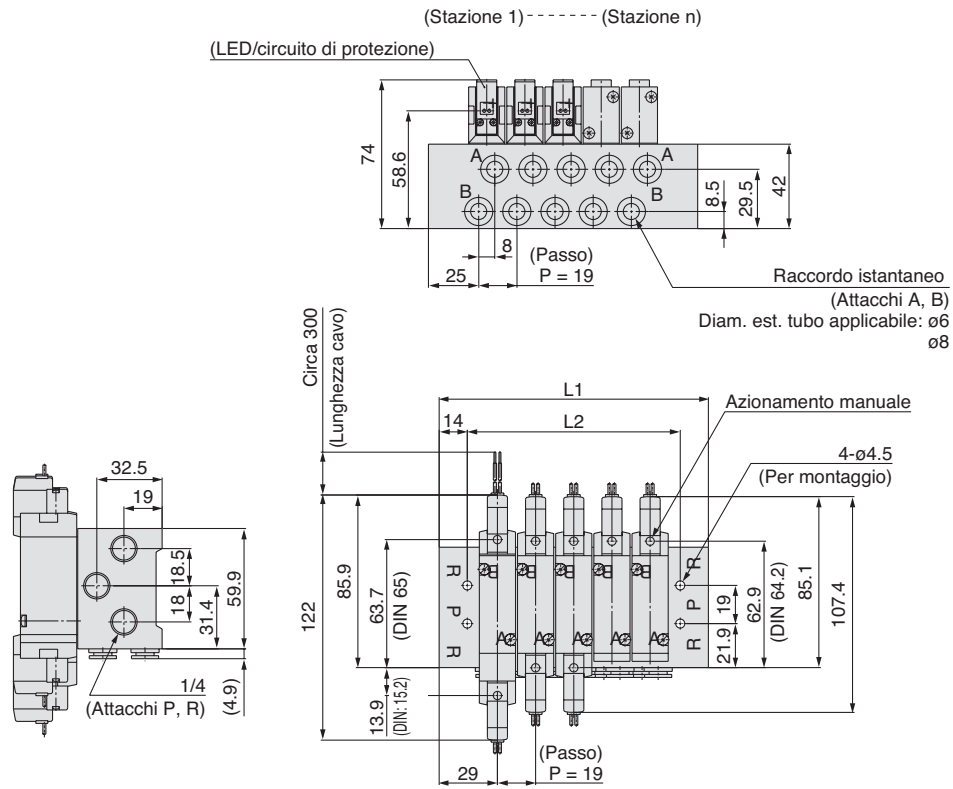 (Stazione 1) - - - - - - - (Stazione n)
(LED/circuito di protezione)
74
58.6
A
A
B
B
8.5
29.5
42
8
(Passo)
25
P = 19
Raccordo istantaneo
(Attacchi A, B)
Diam. est. tubo applicabile: ø6
ø8
Circa 300
(Lunghezza cavo)
L1
14
L2
Azionamento manuale
4-ø4.5
(Per montaggio)
32.5
19
18.5
18
31.4
59.9
(4.9)
1/4
(Attacchi P, R)
122
85.9
63.7
(DIN 65)
13.9
(DIN: 15.2)
R
P
R
B
B
B
B
B
A
A
A
A
A
R
P
R
19
21.9
62.9
(DIN 64.2)
85.1
107.4
(Passo)
29
P = 19